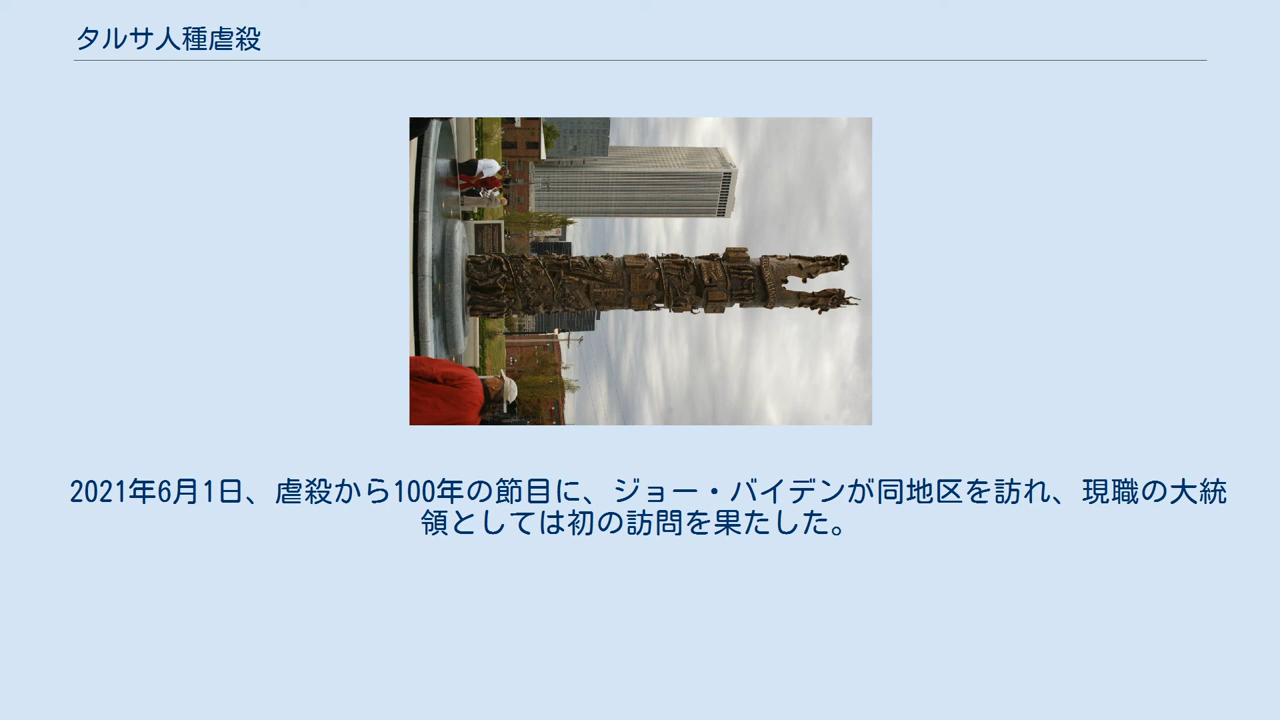 タルサ人種虐殺
2021年6月1日、虐殺から100年の節目に、ジョー・バイデンが同地区を訪れ、現職の大統
領としては初の訪問を果たした。